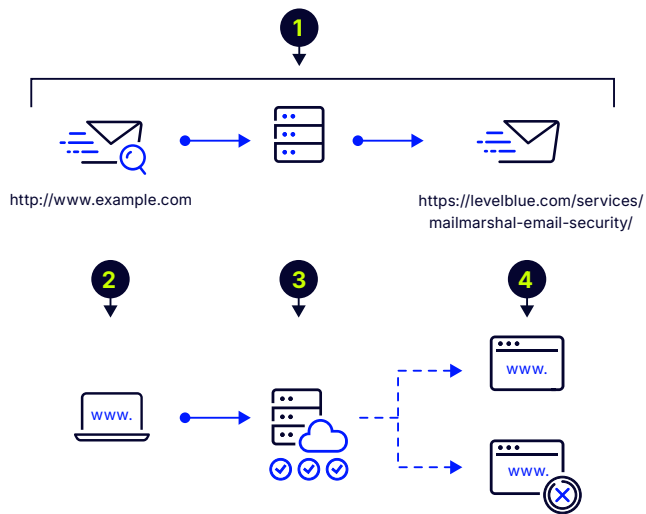 1
http://www.example.com
https://levelblue.com/services/
mailmarshal-email-security/
2
3
4
www.
www.
www.